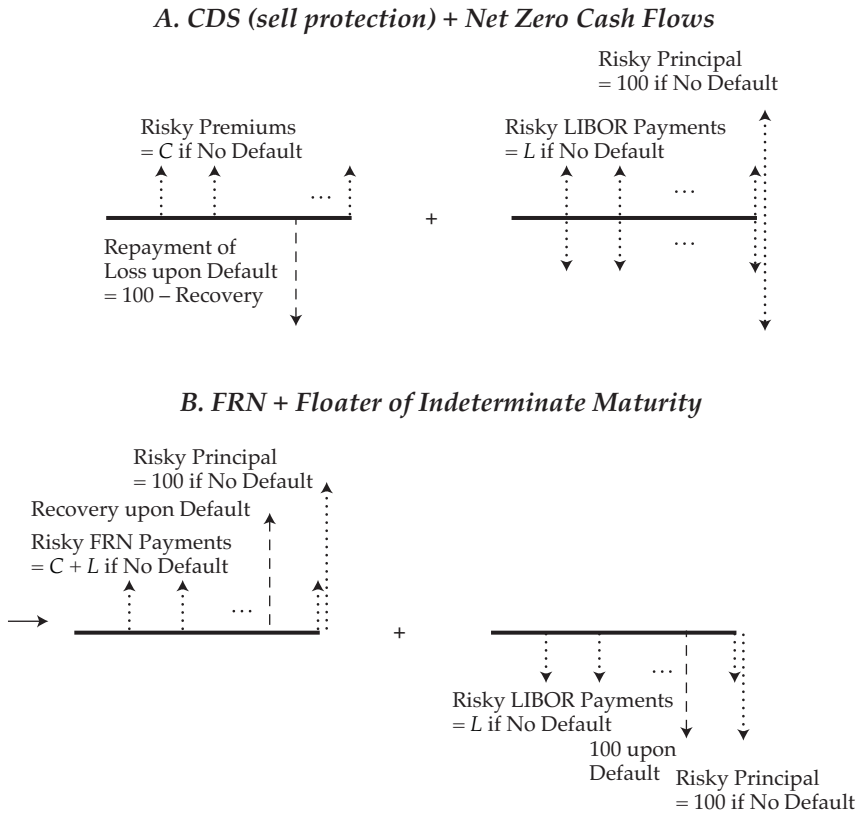 A. CDS (sell protection) + Net Zero Cash Flows
Risky Principal
= 100 if No Default
Risky Premiums
= C if No Default
Risky LIBOR Payments
= L if No Default
...
...
+
...
Repayment of
Loss upon Default
= 100 – Recovery
B. FRN + Floater of Indeterminate Maturity
Risky Principal
= 100 if No Default
Recovery upon Default
Risky FRN Payments
= C + L if No Default
...
+
...
Risky LIBOR Payments
= L if No Default
100 upon
Default
Risky Principal
= 100 if No Default